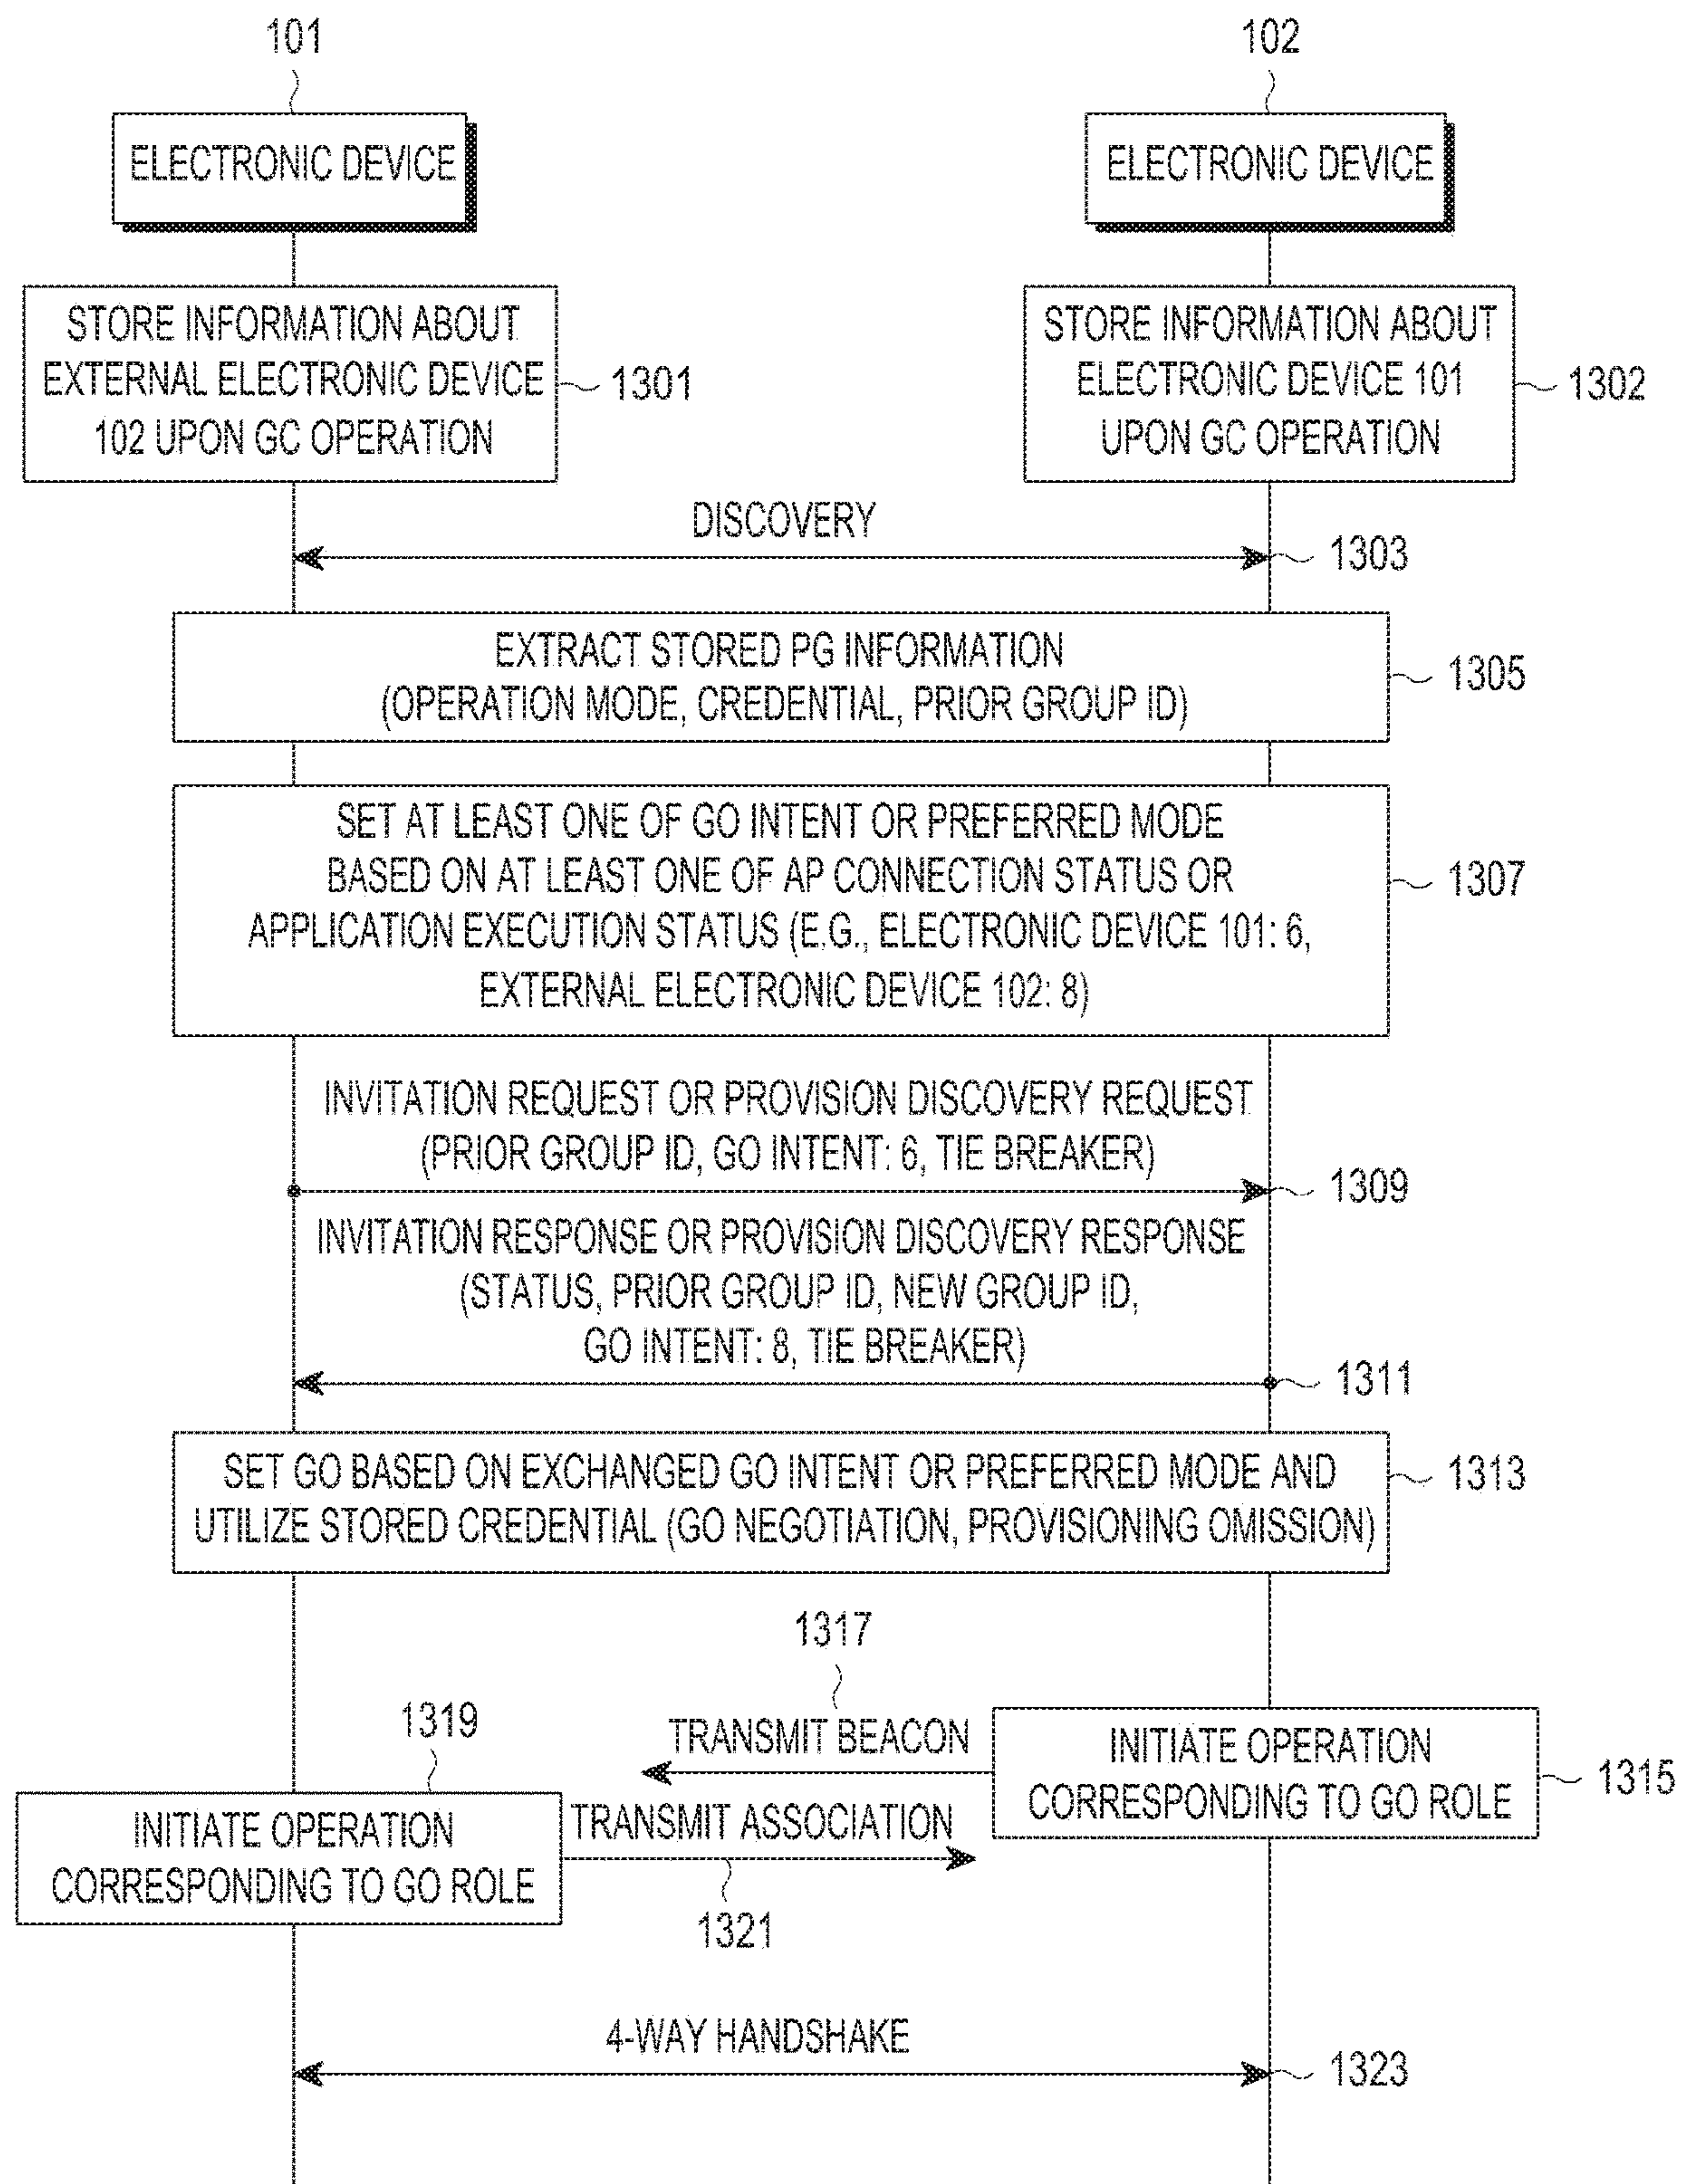 101
102
ELECTRONIC DEVICE
ELECTRONIC DEVICE
STORE INFORMATION ABOUT
EXTERNAL ELECTRONIC DEVICE
102 UPON GC OPERATION
1301
STORE INFORMATION ABOUT
ELECTRONIC DEVICE 101
UPON GC OPERATION
1302
DISCOVERY
1303
EXTRACT STORED PG INFORMATION
(OPERATION MODE, CREDENTIAL, PRIOR GROUP ID)
1305
SET AT LEAST ONE OF GO INTENT OR PREFERRED MODE
BASED ON AT LEAST ONE OF AP CONNECTION STATUS OR
APPLICATION EXECUTION STATUS (E.G., ELECTRONIC DEVICE 101: 6,
EXTERNAL ELECTRONIC DEVICE 102: 8)
1307
INVITATION REQUEST OR PROVISION DISCOVERY REQUEST
(PRIOR GROUP ID, GO INTENT: 6, TIE BREAKER)
1309
INVITATION RESPONSE OR PROVISION DISCOVERY RESPONSE
(STATUS, PRIOR GROUP ID, NEW GROUP ID,
GO INTENT: 8, TIE BREAKER)
1311
SET GO BASED ON EXCHANGED GO INTENT OR PREFERRED MODE AND
UTILIZE STORED CREDENTIAL (GO NEGOTIATION, PROVISIONING OMISSION)
1313
1317
TRANSMIT BEACON
INITIATE OPERATION
CORRESPONDING TO GO ROLE
1315
1319
INITIATE OPERATION
CORRESPONDING TO GO ROLE
TRANSMIT ASSOCIATION
1321
4-WAY HANDSHAKE
1323